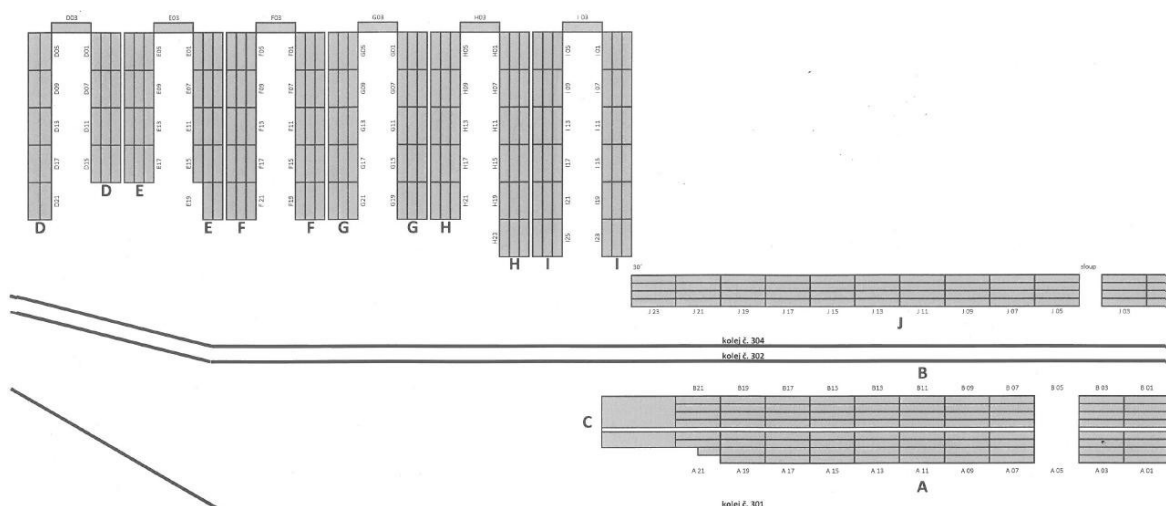 D03 E03 F03 G03 H03 I 03
D05 D01 E05 E01 F05 F01 G05 G01 H05 H01 I 05 I 01
D09 D07 E09 E07 F09 F07 G09 G07 H09 H07 I 09 I 07
D13 D11 E13 E11 F13 F11 G13 G11 H13 H11 I 13 I 11
D17 D15 E17 E15 F17 F15 G17 G15 H17 H15 I17 I 15
D E
D21 E19 F 21 F19 G21 G19 H21 H19 I21 I19
D E F F G G H
H23 I25 I 23
H I I
30' sloup
J 23 J 21 J 19 J 17 J 15 J 13 J 11 J 09 J 07 J 05 J 03
J
kolej č. 304
kolej č. 302
B
B21 B19 B17 B15 B13 B11 B 09 B 07 B 05 B 03 B 01
C
A 21 A 19 A 17 A 15 A 13 A 11 A 09 A 07 A 05 A 03 A 01
A
kolej č. 301